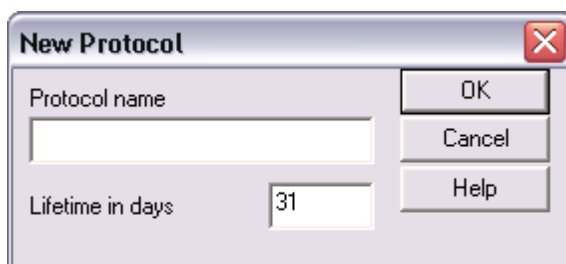 New Protocol
Protocol name
OK
Cancel
Lifetime in days
31
Help